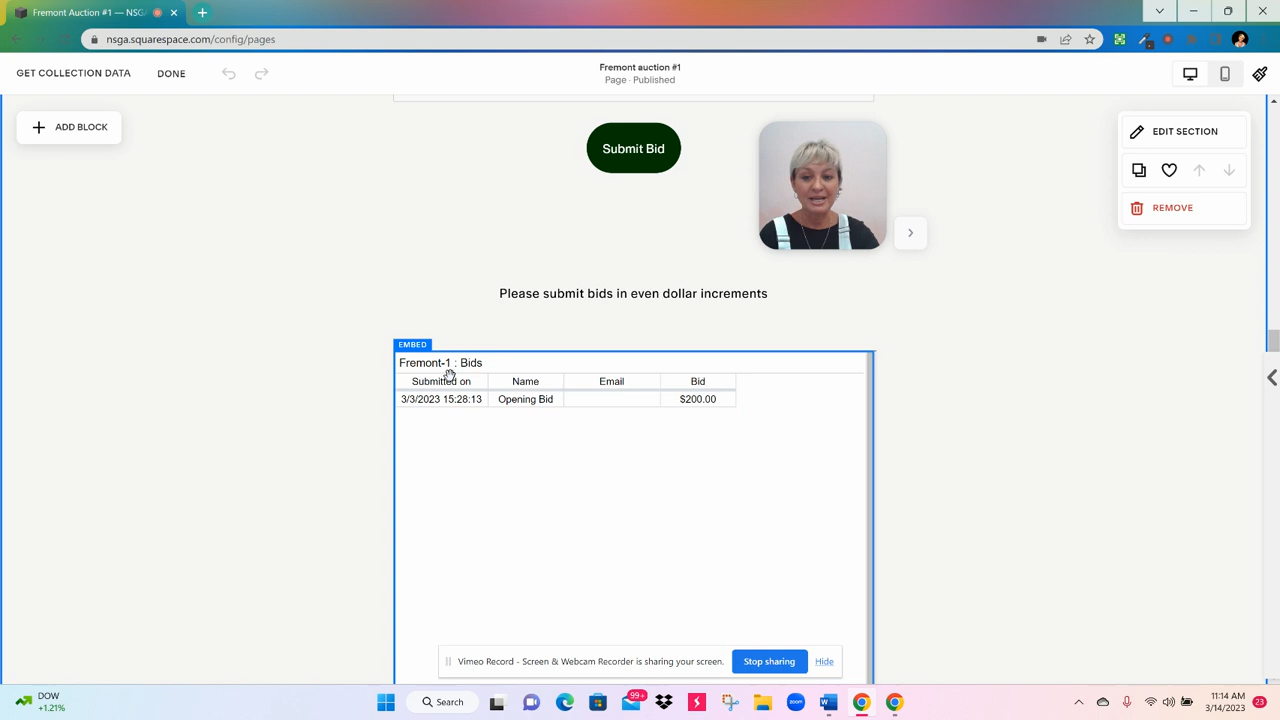 Fremont Auction #1 — NSG
nsga.squarespace.com/config/pages
GET COLLECTION DATA
DONE
Fremont auction #1
Page · Published
ADD BLOCK
Submit Bid
EDIT SECTION
REMOVE
Please submit bids in even dollar increments
EMBED
Fremont-1 : Bids
Submitted on Name Email Bid
3/3/2023 15:28:13 Opening Bid $200.00
Vimeo Record - Screen & Webcam Recorder is sharing your screen.
Stop sharing
Hide
DOW
+1.21%
Search
99+
zoom
11:14 AM
3/14/2023
23